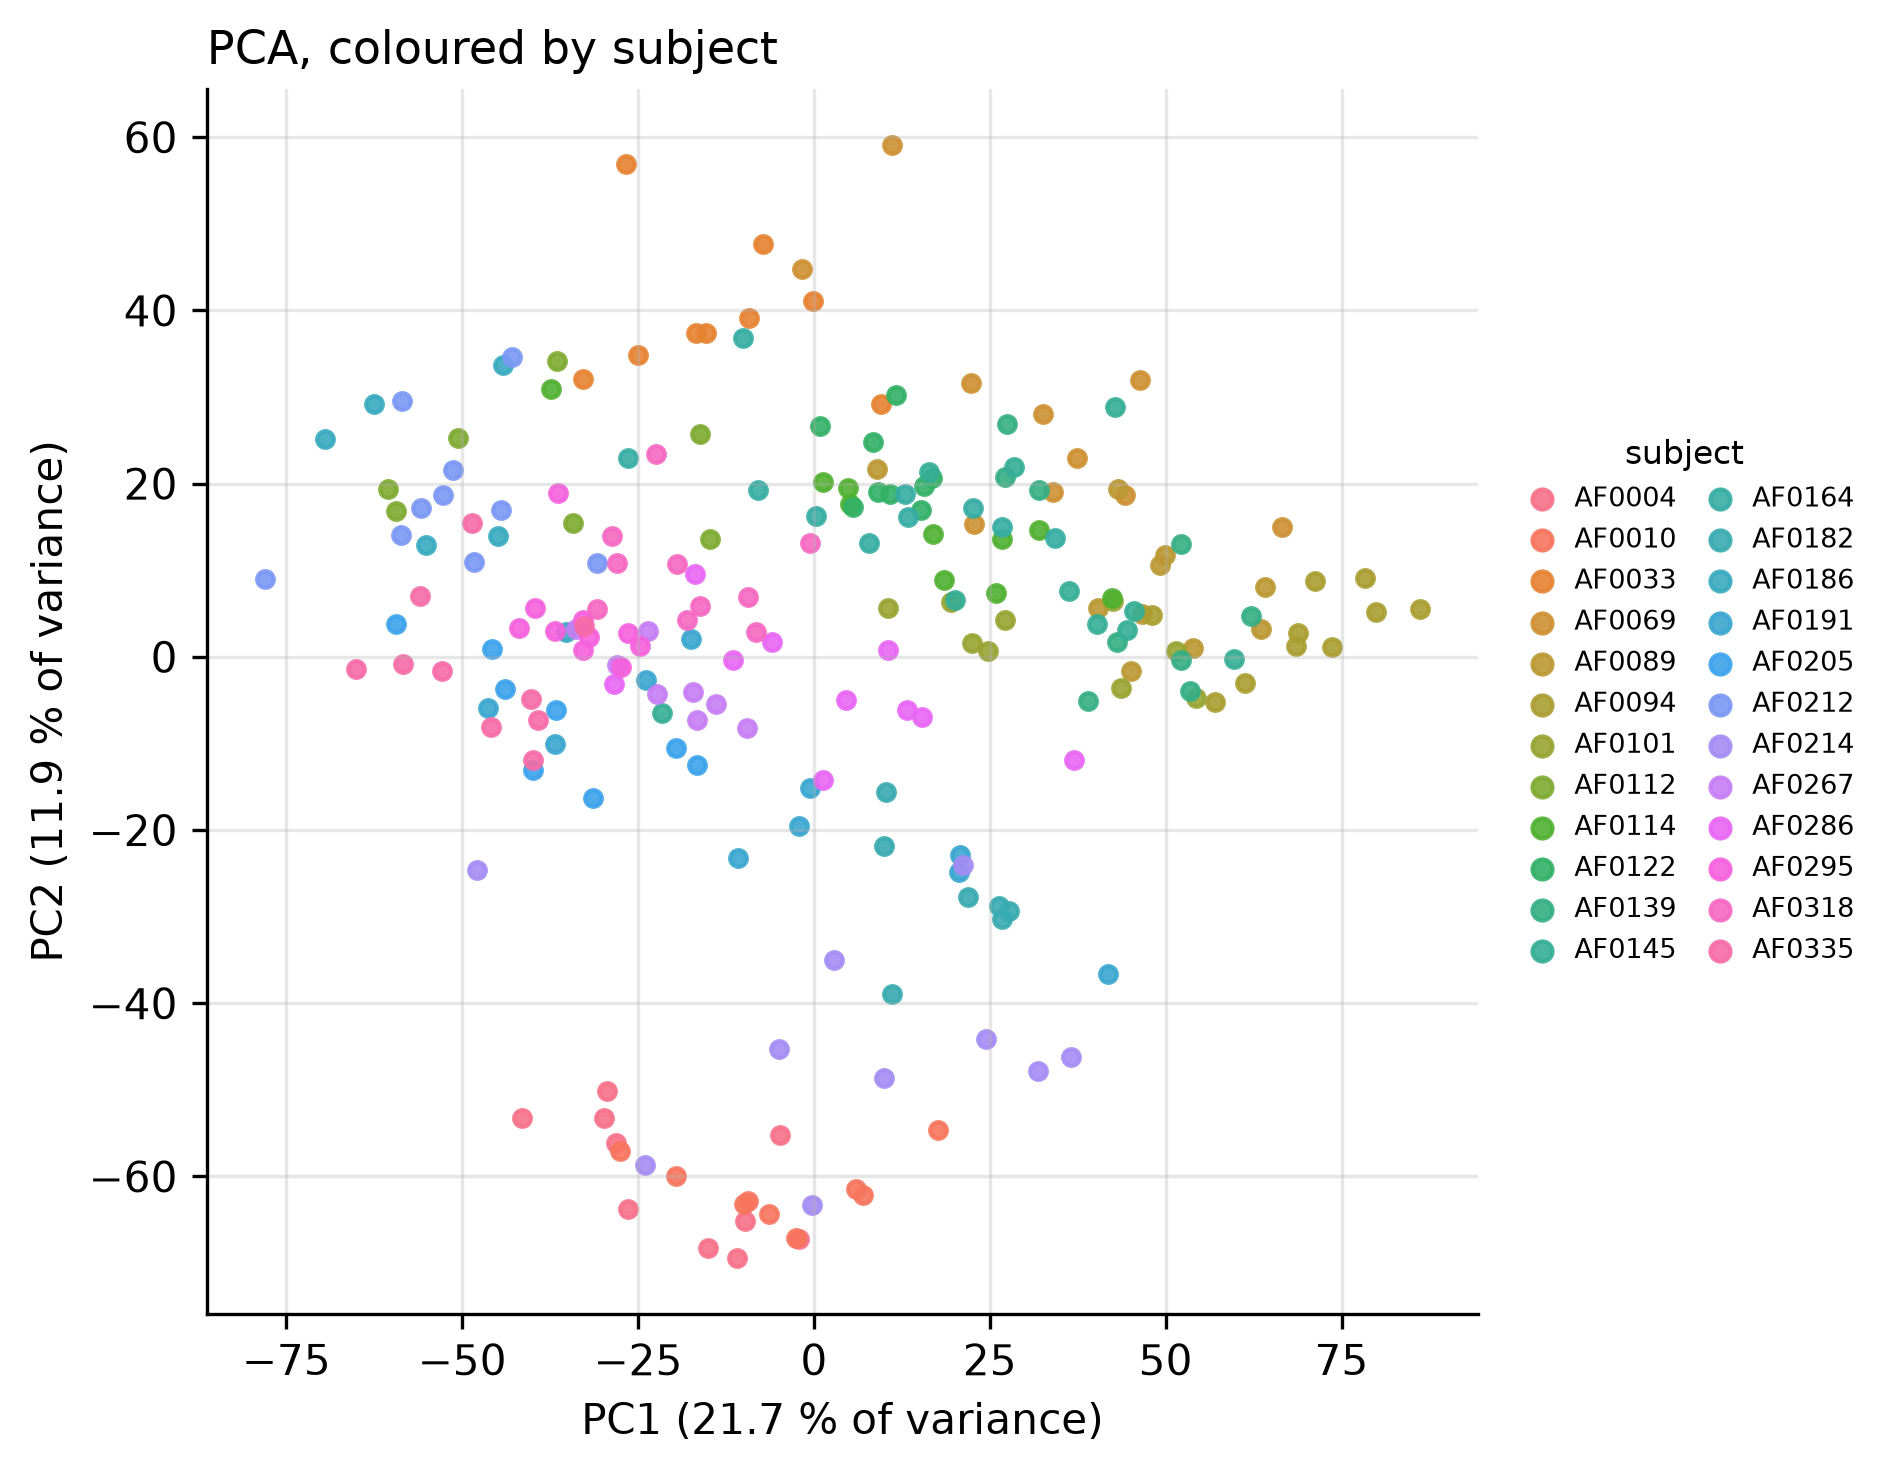 PCA, coloured by subject
60
40
20
0
−20
−40
−60
PC2 (11.9 % of variance)
−75
−50
−25
0
25
50
75
PC1 (21.7 % of variance)
subject
AF0004
AF0010
AF0033
AF0069
AF0089
AF0094
AF0101
AF0112
AF0114
AF0122
AF0139
AF0145
AF0164
AF0182
AF0186
AF0191
AF0205
AF0212
AF0214
AF0267
AF0286
AF0295
AF0318
AF0335